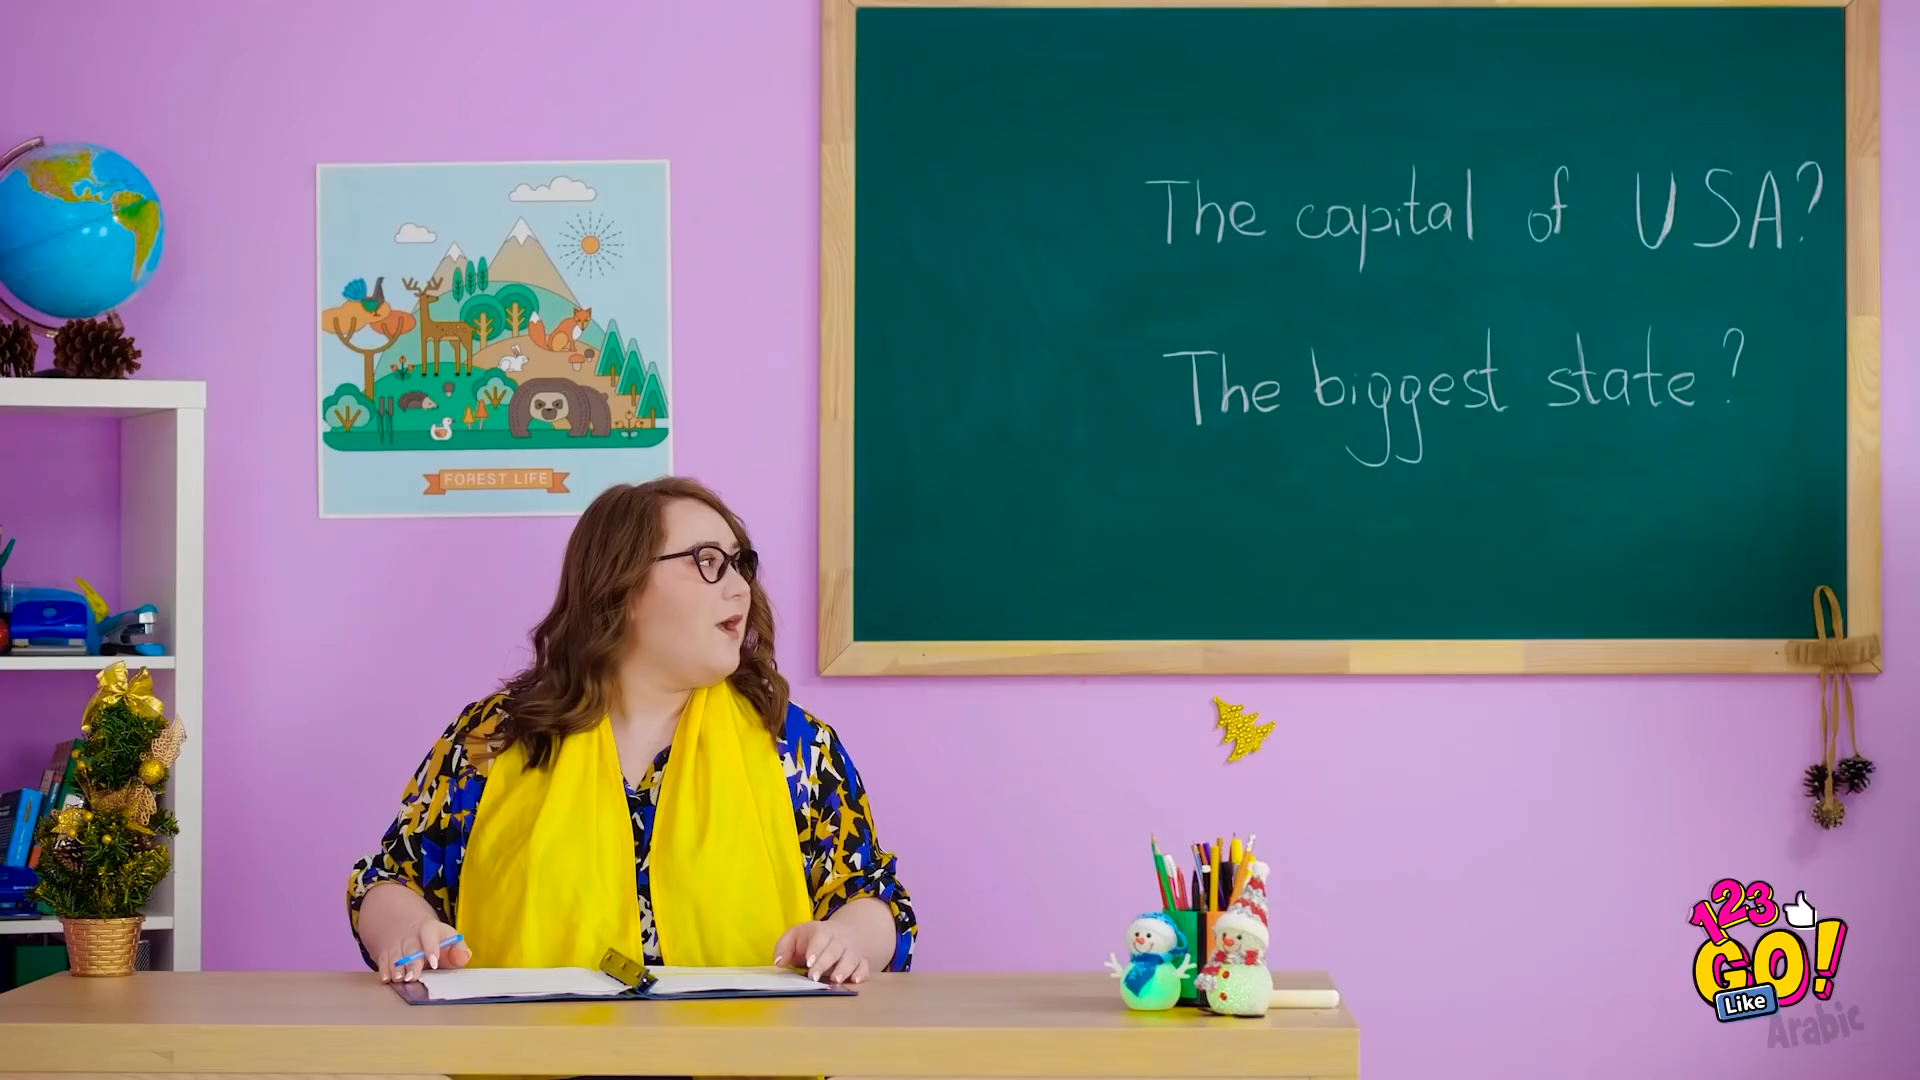 The capital of USA?
The biggest state?
FOREST LIFE
123
GO!
Like
Arabic